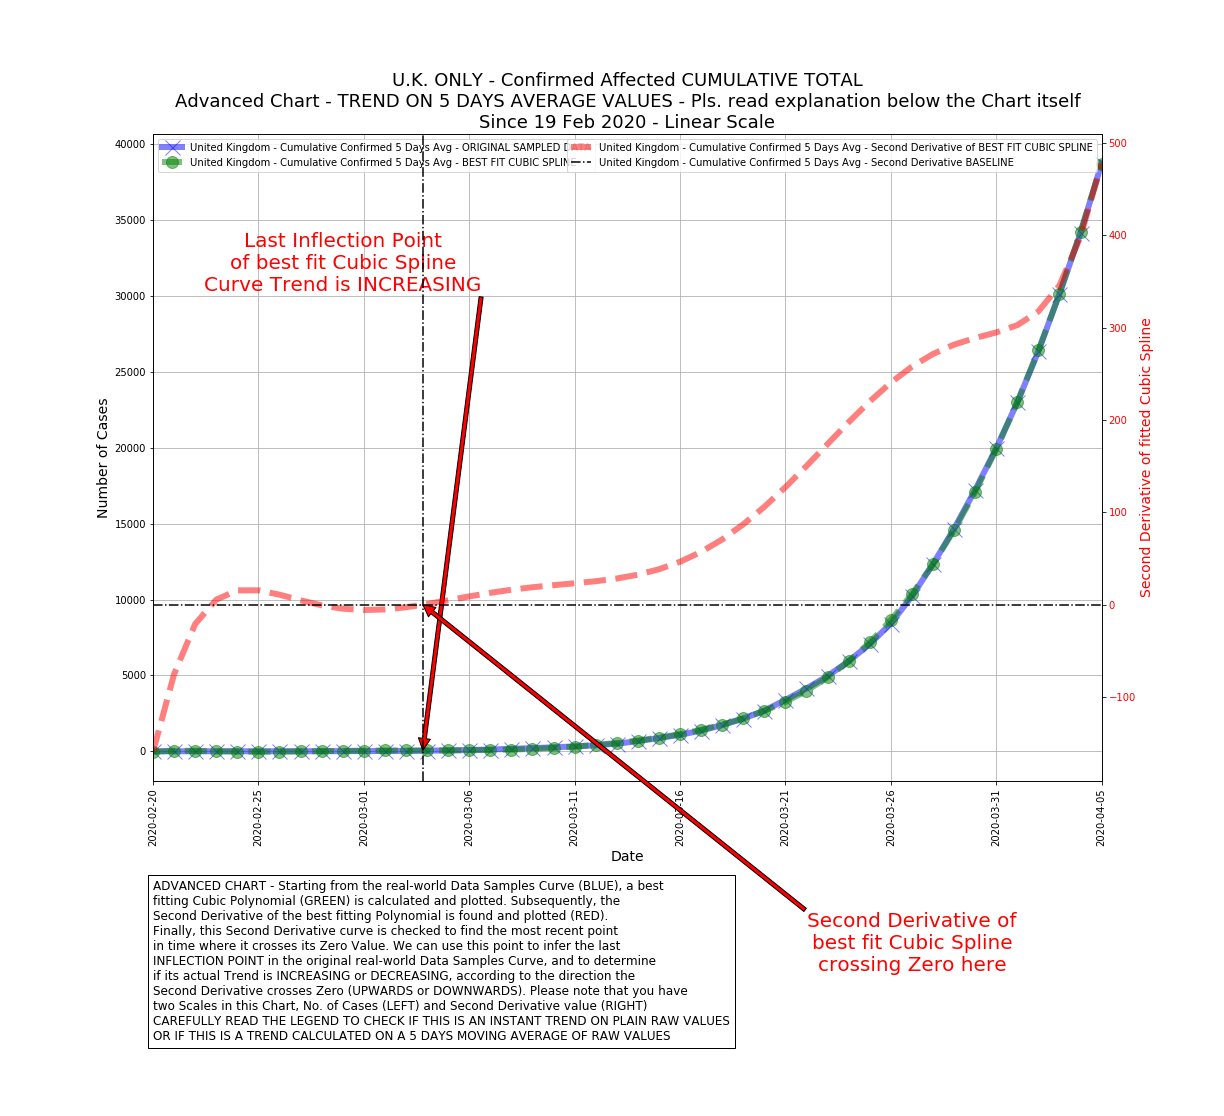 U.K. ONLY - Confirmed Affected CUMULATIVE TOTAL
Advanced Chart - TREND ON 5 DAYS AVERAGE VALUES - Pls. read explanation below the Chart itself
Since 19 Feb 2020 - Linear Scale
United Kingdom - Cumulative Confirmed 5 Days Avg - ORIGINAL SAMPLED
United Kingdom - Cumulative Confirmed 5 Days Avg - BEST FIT CUBIC
United Kingdom - Cumulative Confirmed 5 Days Avg - Second Derivative of BEST FIT CUBIC SPLINE
United Kingdom - Cumulative Confirmed 5 Days Avg - Second Derivative BASELINE
Last Inflection Point
of best fit Cubic Spline
Curve Trend is INCREASING
Number of Cases
40000
35000
30000
25000
20000
15000
10000
5000
0
500
400
300
200
100
0
−100
Second Derivative of fitted Cubic Spline
2020-02-20
2020-02-25
2020-03-01
2020-03-06
2020-03-11
2020-03-16
2020-03-21
2020-03-26
2020-03-31
2020-04-05
Date
Second Derivative of
best fit Cubic Spline
crossing Zero here
ADVANCED CHART - Starting from the real-world Data Samples Curve (BLUE), a best
fitting Cubic Polynomial (GREEN) is calculated and plotted. Subsequently, the
Second Derivative of the best fitting Polynomial is found and plotted (RED).
Finally, this Second Derivative curve is checked to find the most recent point
in time where it crosses its Zero Value. We can use this point to infer the last
INFLECTION POINT in the original real-world Data Samples Curve, and to determine
if its actual Trend is INCREASING or DECREASING, according to the direction the
Second Derivative crosses Zero (UPWARDS or DOWNWARDS). Please note that you have
two Scales in this Chart, No. of Cases (LEFT) and Second Derivative value (RIGHT)
CAREFULLY READ THE LEGEND TO CHECK IF THIS IS AN INSTANT TREND ON PLAIN RAW VALUES
OR IF THIS IS A TREND CALCULATED ON A 5 DAYS MOVING AVERAGE OF RAW VALUES